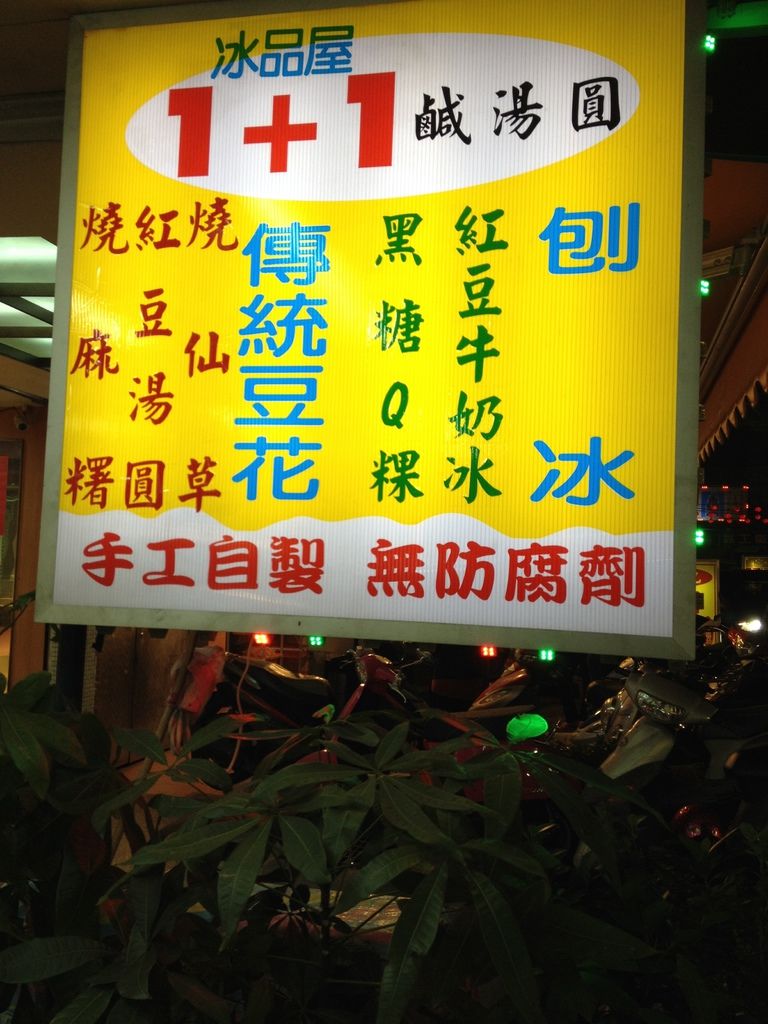 冰品屋
1+1 鹹湯圓
刨冰
紅豆牛奶冰
黑糖Q粿
傳統豆花
燒仙草
紅豆湯圓
燒麻糬
手工自製 無防腐劑